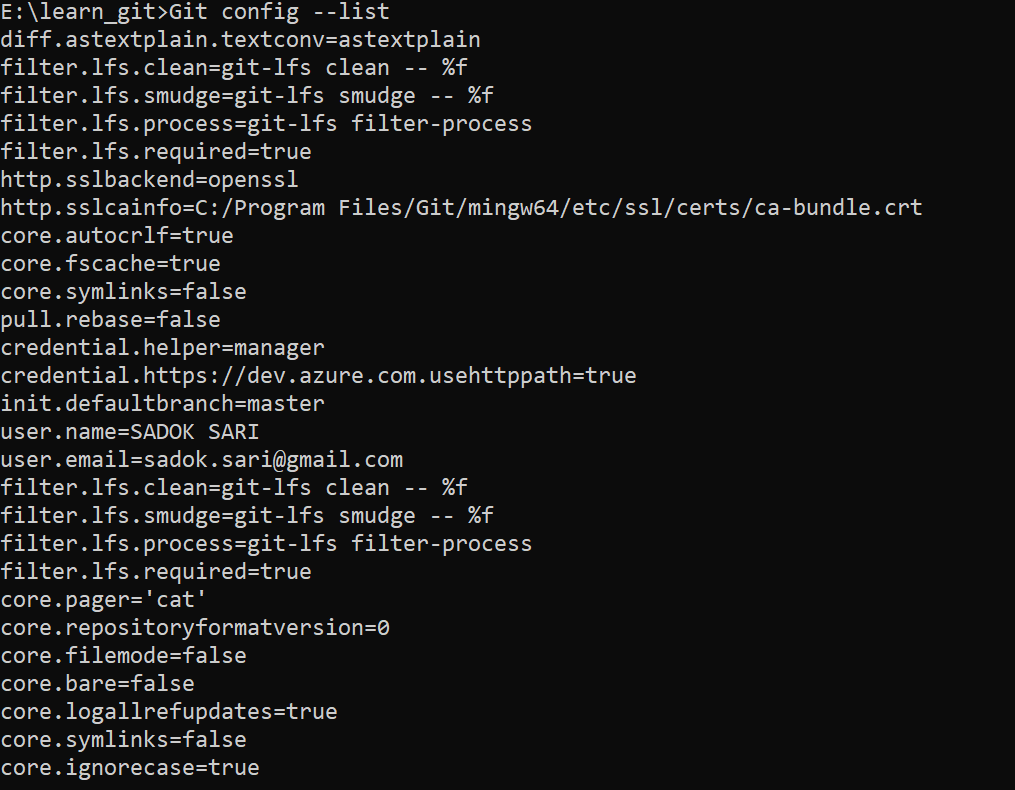 E:\learn_git>Git config --list
diff.astextplain.textconv=astextplain
filter.lfs.clean=git-lfs clean -- %f
filter.lfs.smudge=git-lfs smudge -- %f
filter.lfs.process=git-lfs filter-process
filter.lfs.required=true
http.sslbackend=openssl
http.sslcainfo=C:/Program Files/Git/mingw64/etc/ssl/certs/ca-bundle.crt
core.autocrlf=true
core.fscache=true
core.symlinks=false
pull.rebase=false
credential.helper=manager
credential.https://dev.azure.com.usehttppath=true
init.defaultbranch=master
user.name=SADOK SARI
user.email=sadok.sari@gmail.com
filter.lfs.clean=git-lfs clean -- %f
filter.lfs.smudge=git-lfs smudge -- %f
filter.lfs.process=git-lfs filter-process
filter.lfs.required=true
core.pager='cat'
core.repositoryformatversion=0
core.filemode=false
core.bare=false
core.logallrefupdates=true
core.symlinks=false
core.ignorecase=true